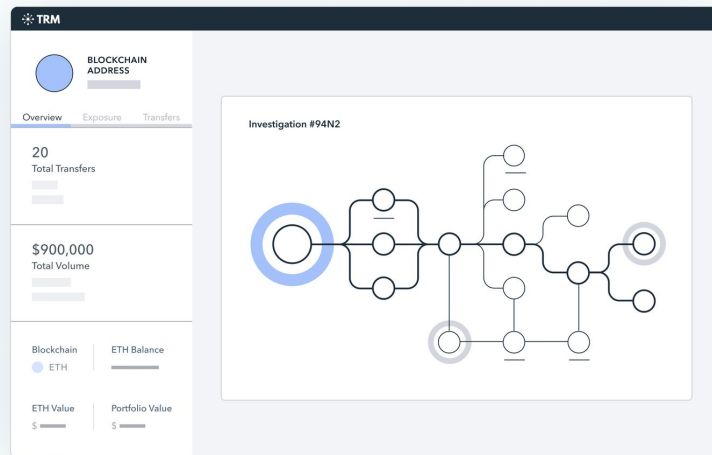 TRM
BLOCKCHAIN
ADDRESS
Overview Exposure Transfers
20
Total Transfers
$900,000
Total Volume
Blockchain ETH Balance
ETH
ETH Value Portfolio Value
$ $
Investigation #94N2